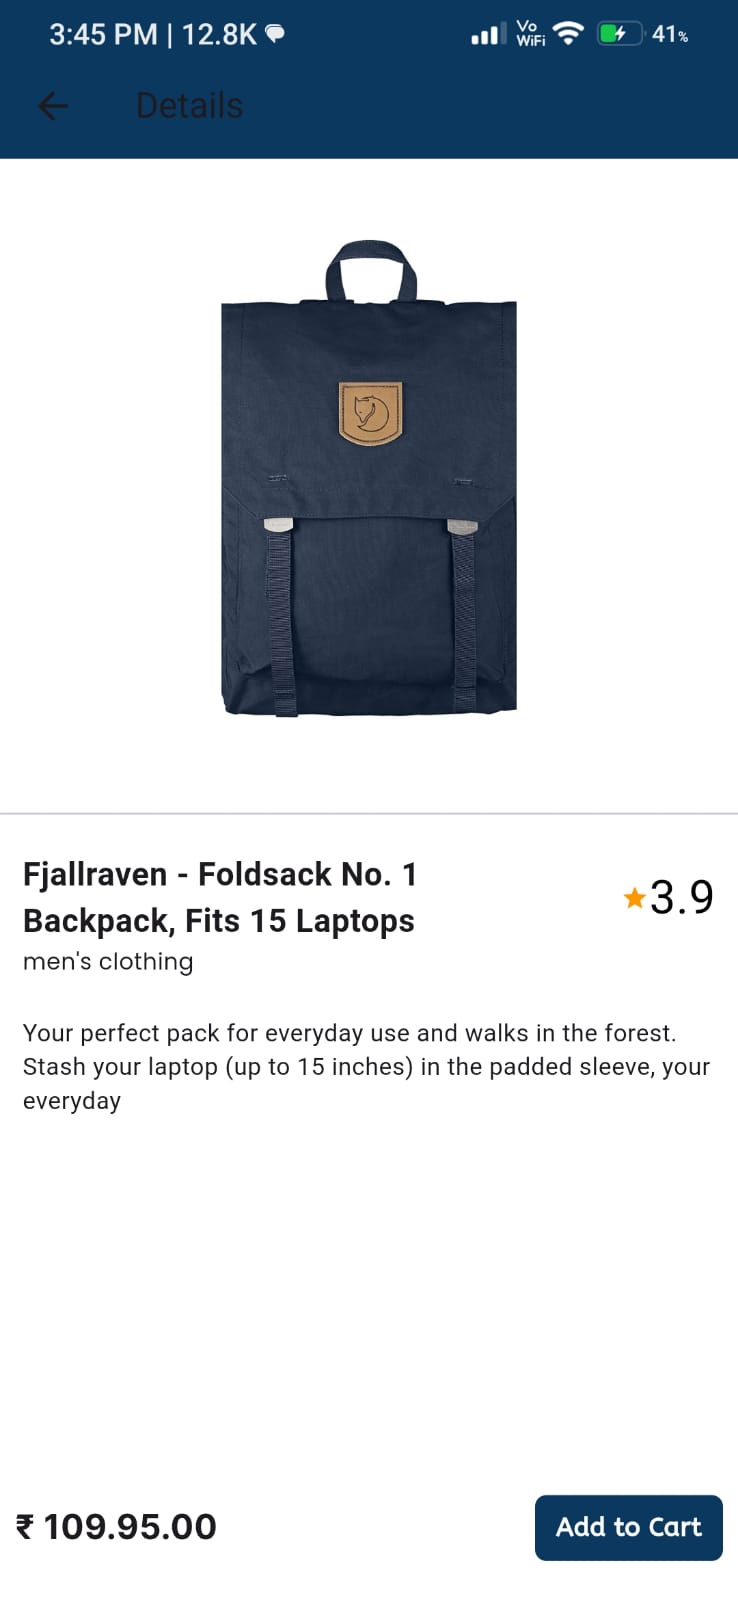 3:45 PM | 12.8K
Vo
WiFi
41%
Details
Fjallraven - Foldsack No. 1
Backpack, Fits 15 Laptops
3.9
men's clothing
Your perfect pack for everyday use and walks in the forest.
Stash your laptop (up to 15 inches) in the padded sleeve, your
everyday
₹ 109.95.00
Add to Cart